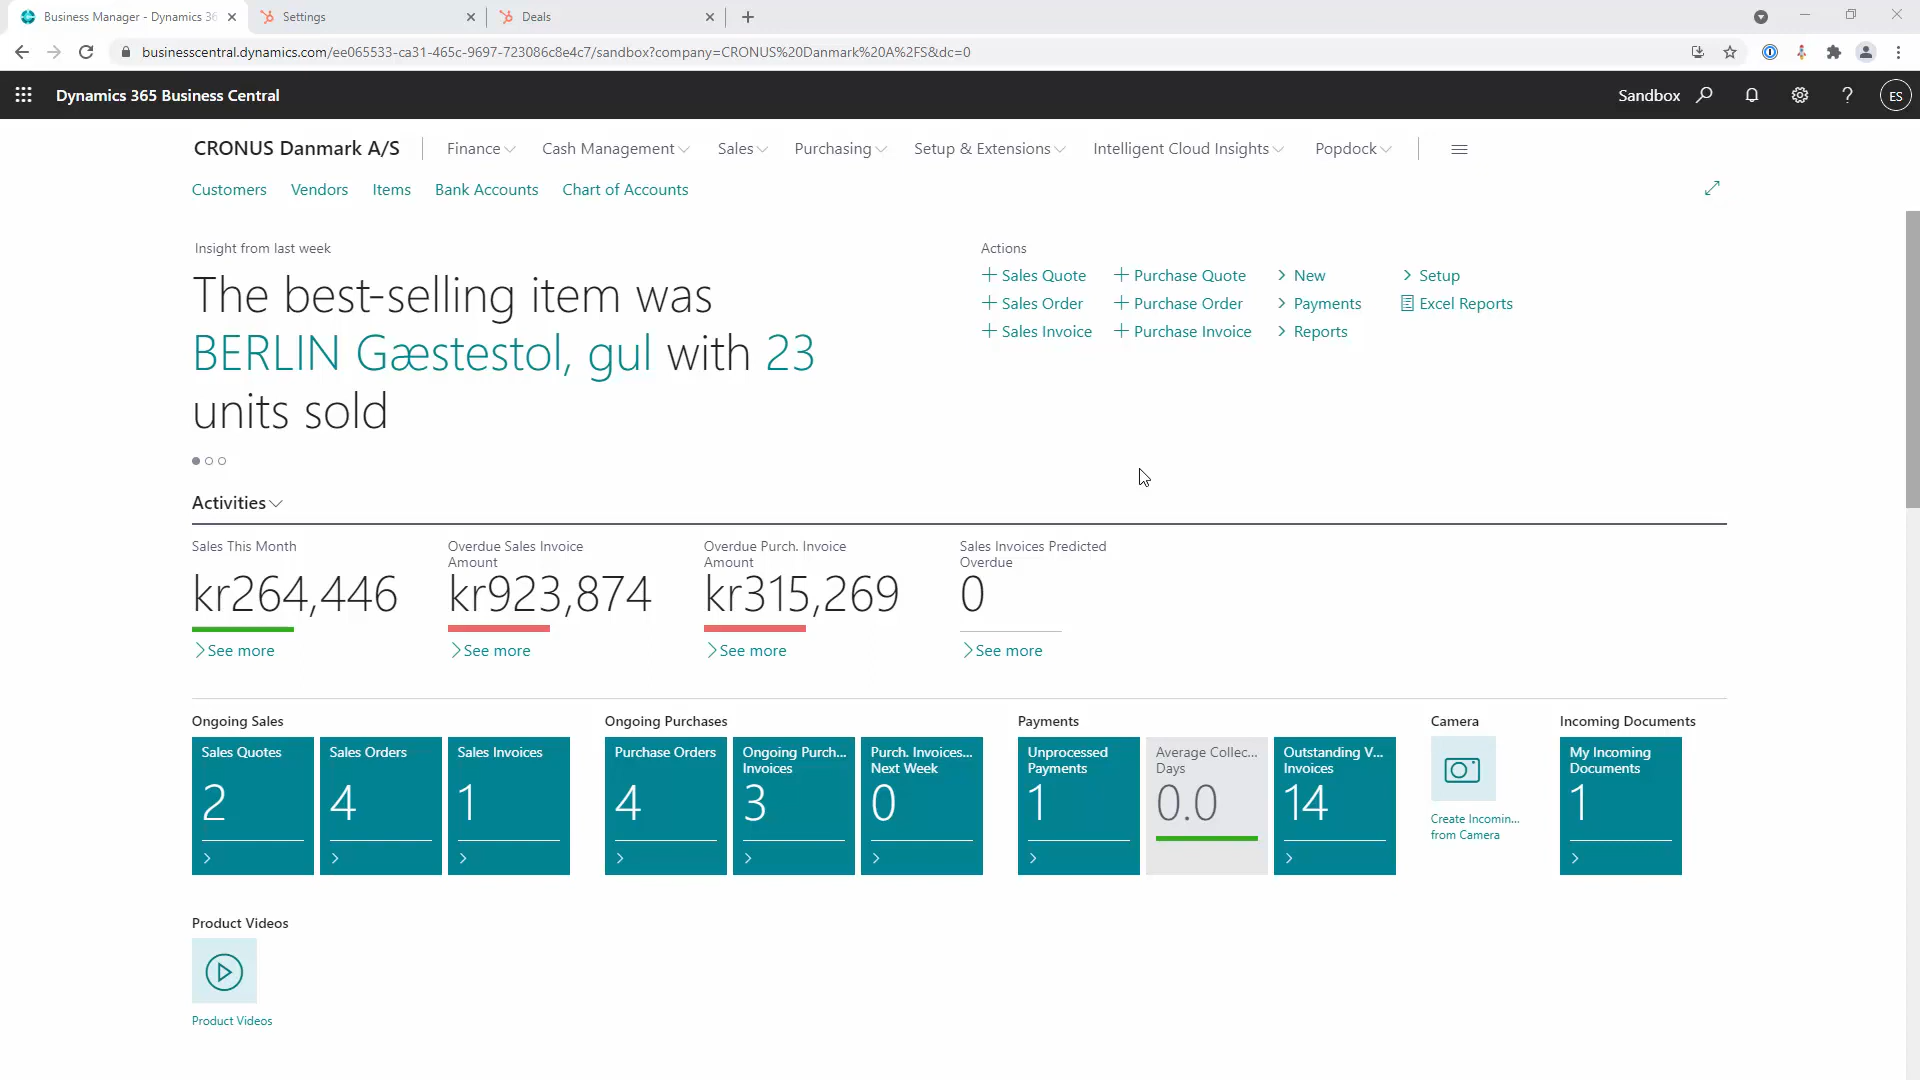 Business Manager - Dynamics 36
Settings
Deals
businesscentral.dynamics.com/ee065533-ca31-465c-9697-723086c8e4c7/sandbox?company=CRONUS%20Danmark%20A%2FS&dc=0
Dynamics 365 Business Central
Sandbox
ES
CRONUS Danmark A/S
Finance
Cash Management
Sales
Purchasing
Setup & Extensions
Intelligent Cloud Insights
Popdock
Customers
Vendors
Items
Bank Accounts
Chart of Accounts
Insight from last week
The best-selling item was
BERLIN Gæstestol, gul with 23
units sold
Actions
Sales Quote
Purchase Quote
New
Setup
Sales Order
Purchase Order
Payments
Excel Reports
Sales Invoice
Purchase Invoice
Reports
Activities
Sales This Month
kr264,446
See more
Overdue Sales Invoice
Amount
kr923,874
See more
Overdue Purch. Invoice
Amount
kr315,269
See more
Sales Invoices Predicted
Overdue
0
See more
Ongoing Sales
Sales Quotes
2
Sales Orders
4
Sales Invoices
1
Ongoing Purchases
Purchase Orders
4
Ongoing Purch...
Invoices
3
Purch. Invoices...
Next Week
0
Payments
Unprocessed
Payments
1
Average Collec...
Days
0.0
Outstanding V...
Invoices
14
Camera
Create Incomin...
from Camera
Incoming Documents
My Incoming
Documents
1
Product Videos
Product Videos